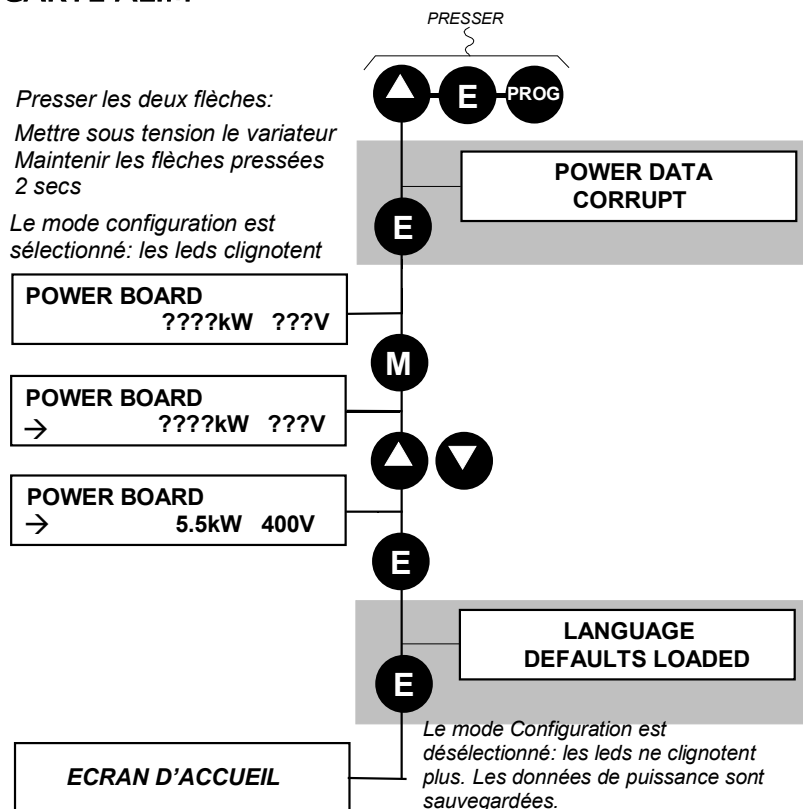 PRESSER
E
PROG
Presser les deux flèches:
Mettre sous tension le variateur
Maintenir les flèches pressées
2 secs
POWER DATA
CORRUPT
E
Le mode configuration est
sélectionné: les leds clignotent
POWER BOARD
????kW ???V
M
POWER BOARD
→ ????kW ???V
POWER BOARD
→ 5.5kW 400V
E
LANGUAGE
DEFAULTS LOADED
E
Le mode Configuration est
désélectionné: les leds ne clignotent
plus. Les données de puissance sont
sauvegardées.
ECRAN D'ACCUEIL